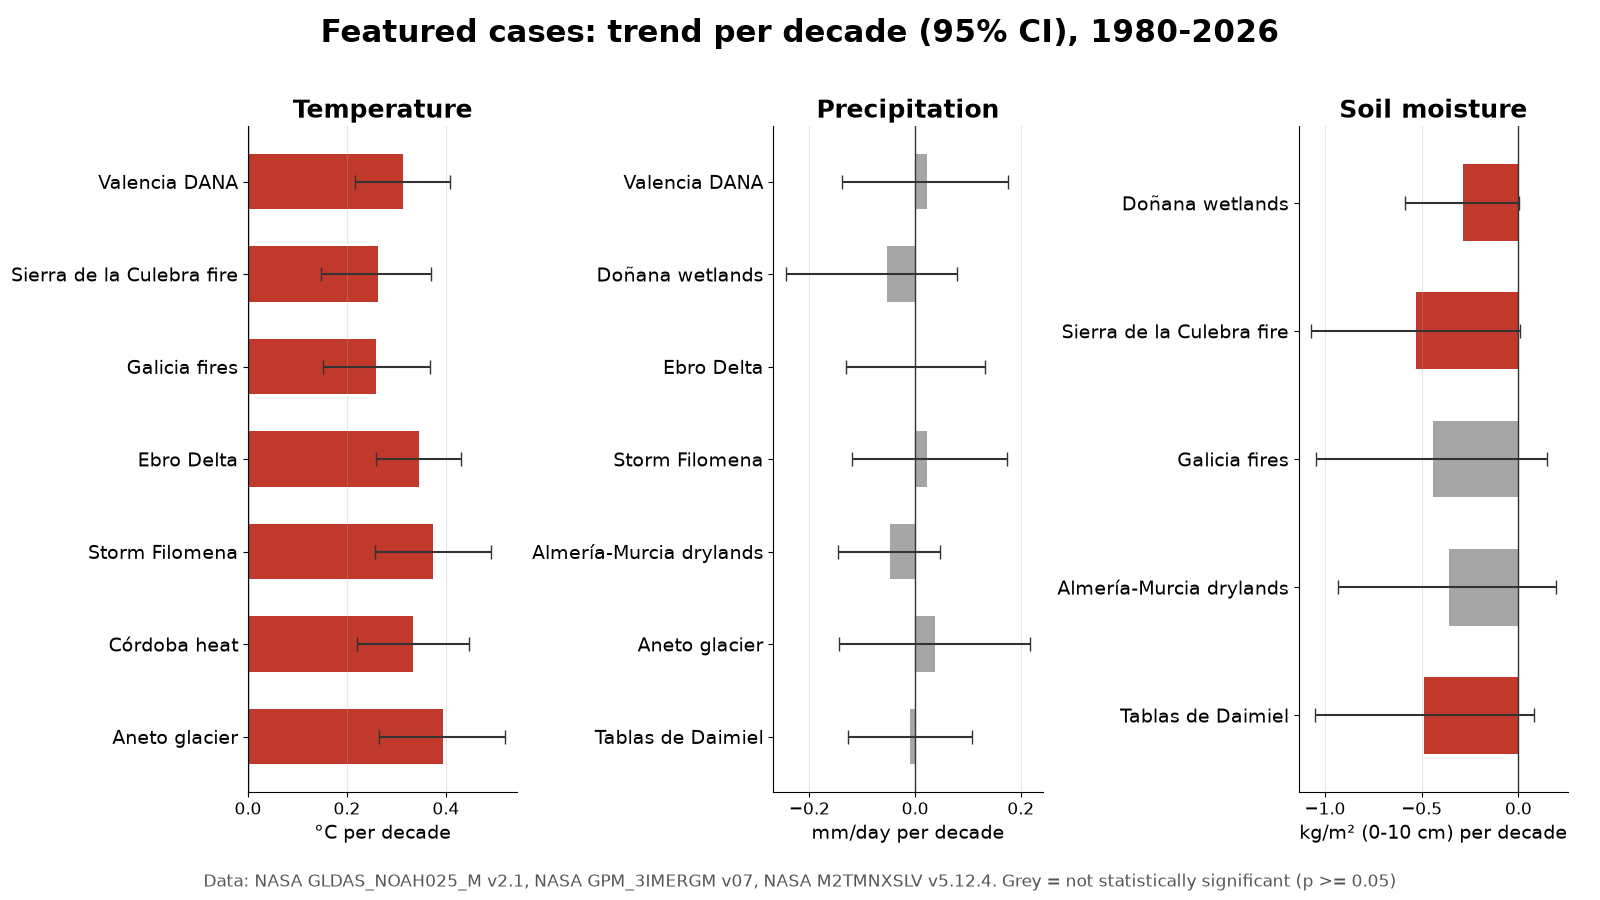 Featured cases: trend per decade (95% CI), 1980-2026
Temperature
Valencia DANA
Sierra de la Culebra fire
Galicia fires
Ebro Delta
Storm Filomena
Córdoba heat
Aneto glacier
0.0 0.2 0.4
°C per decade
Precipitation
Valencia DANA
Doñana wetlands
Ebro Delta
Storm Filomena
Almería-Murcia drylands
Aneto glacier
Tablas de Daimiel
−0.2 0.0 0.2
mm/day per decade
Soil moisture
Doñana wetlands
Sierra de la Culebra fire
Galicia fires
Almería-Murcia drylands
Tablas de Daimiel
−1.0 −0.5 0.0
kg/m² (0-10 cm) per decade
Data: NASA GLDAS_NOAH025_M v2.1, NASA GPM_3IMERGM v07, NASA M2TMNXSLV v5.12.4. Grey = not statistically significant (p >= 0.05)